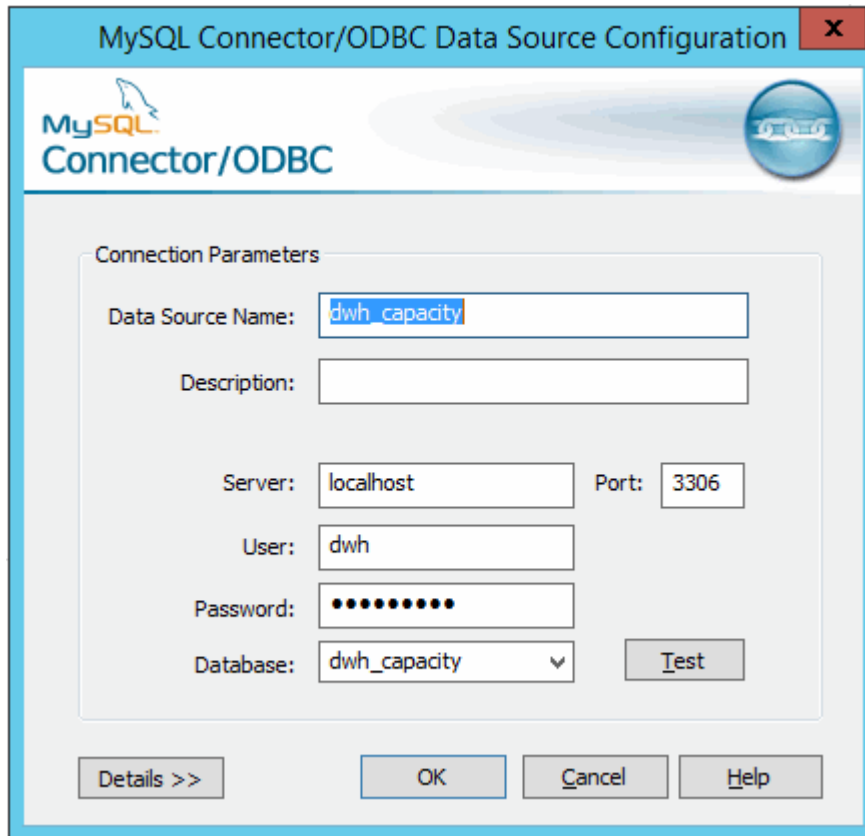 MySQL Connector/ODBC Data Source Configuration
x
MySQL
Connector/ODBC
Connection Parameters
Data Source Name: dwh_capacity
Description:
Server: localhost Port: 3306
User: dwh
Password: •••••••••
Database: dwh_capacity Test
Details >> OK Cancel Help